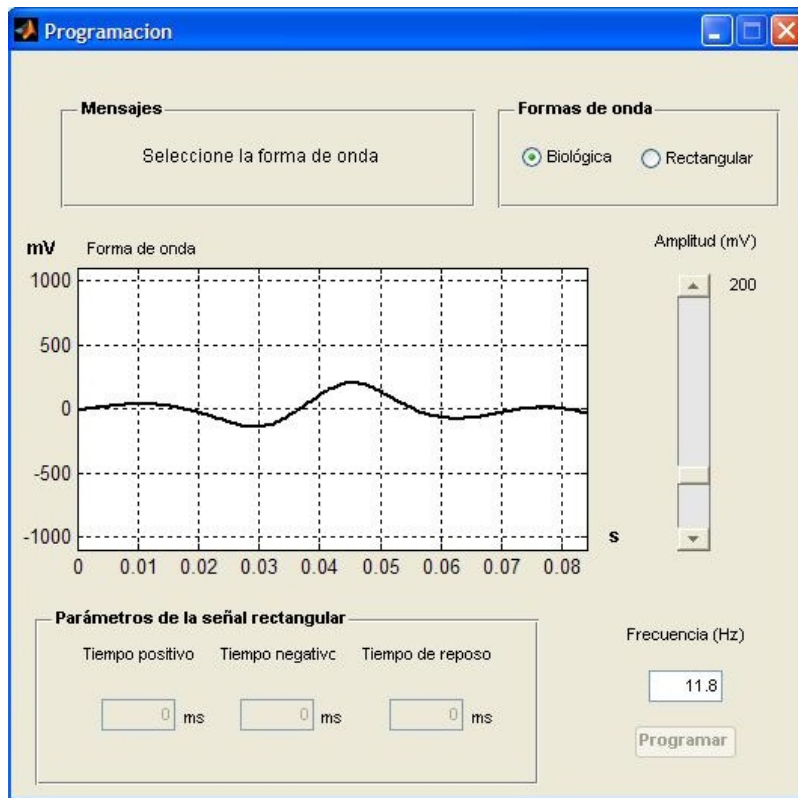 Programacion
Mensajes
Seleccione la forma de onda
Formas de onda
Biológica
Rectangular
mV
Forma de onda
1000
500
0
-500
-1000
0 0.01 0.02 0.03 0.04 0.05 0.06 0.07 0.08
s
Amplitud (mV)
200
Parámetros de la señal rectangular
Tiempo positivo Tiempo negativc Tiempo de reposo
0 ms 0 ms 0 ms
Frecuencia (Hz)
11.8
Programar